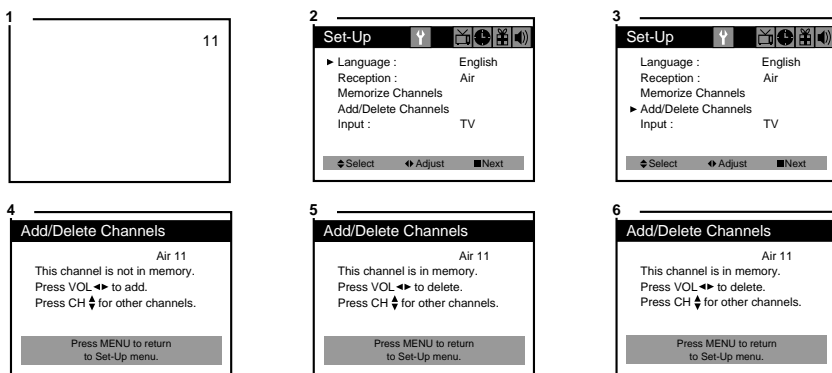 1
11
2
Set-Up
Language : English
Reception : Air
Memorize Channels
Add/Delete Channels
Input : TV
Select Adjust Next
3
Set-Up
Language : English
Reception : Air
Memorize Channels
Add/Delete Channels
Input : TV
Select Adjust Next
4
Add/Delete Channels
Air 11
This channel is not in memory.
Press VOL◄► to add.
Press CH ▲▼ for other channels.
Press MENU to return
to Set-Up menu.
5
Add/Delete Channels
Air 11
This channel is in memory.
Press VOL◄► to delete.
Press CH ▲▼ for other channels.
Press MENU to return
to Set-Up menu.
6
Add/Delete Channels
Air 11
This channel is in memory.
Press VOL◄► to delete.
Press CH ▲▼ for other channels.
Press MENU to return
to Set-Up menu.